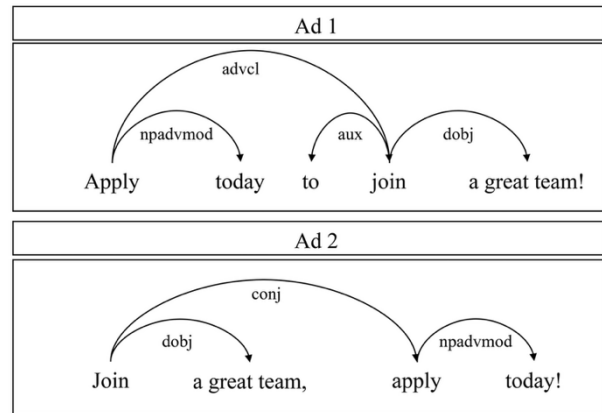 Ad 1
advcl
npadvmod aux dobj
Apply today to join a great team!
Ad 2
conj
dobj npadvmod
Join a great team, apply today!